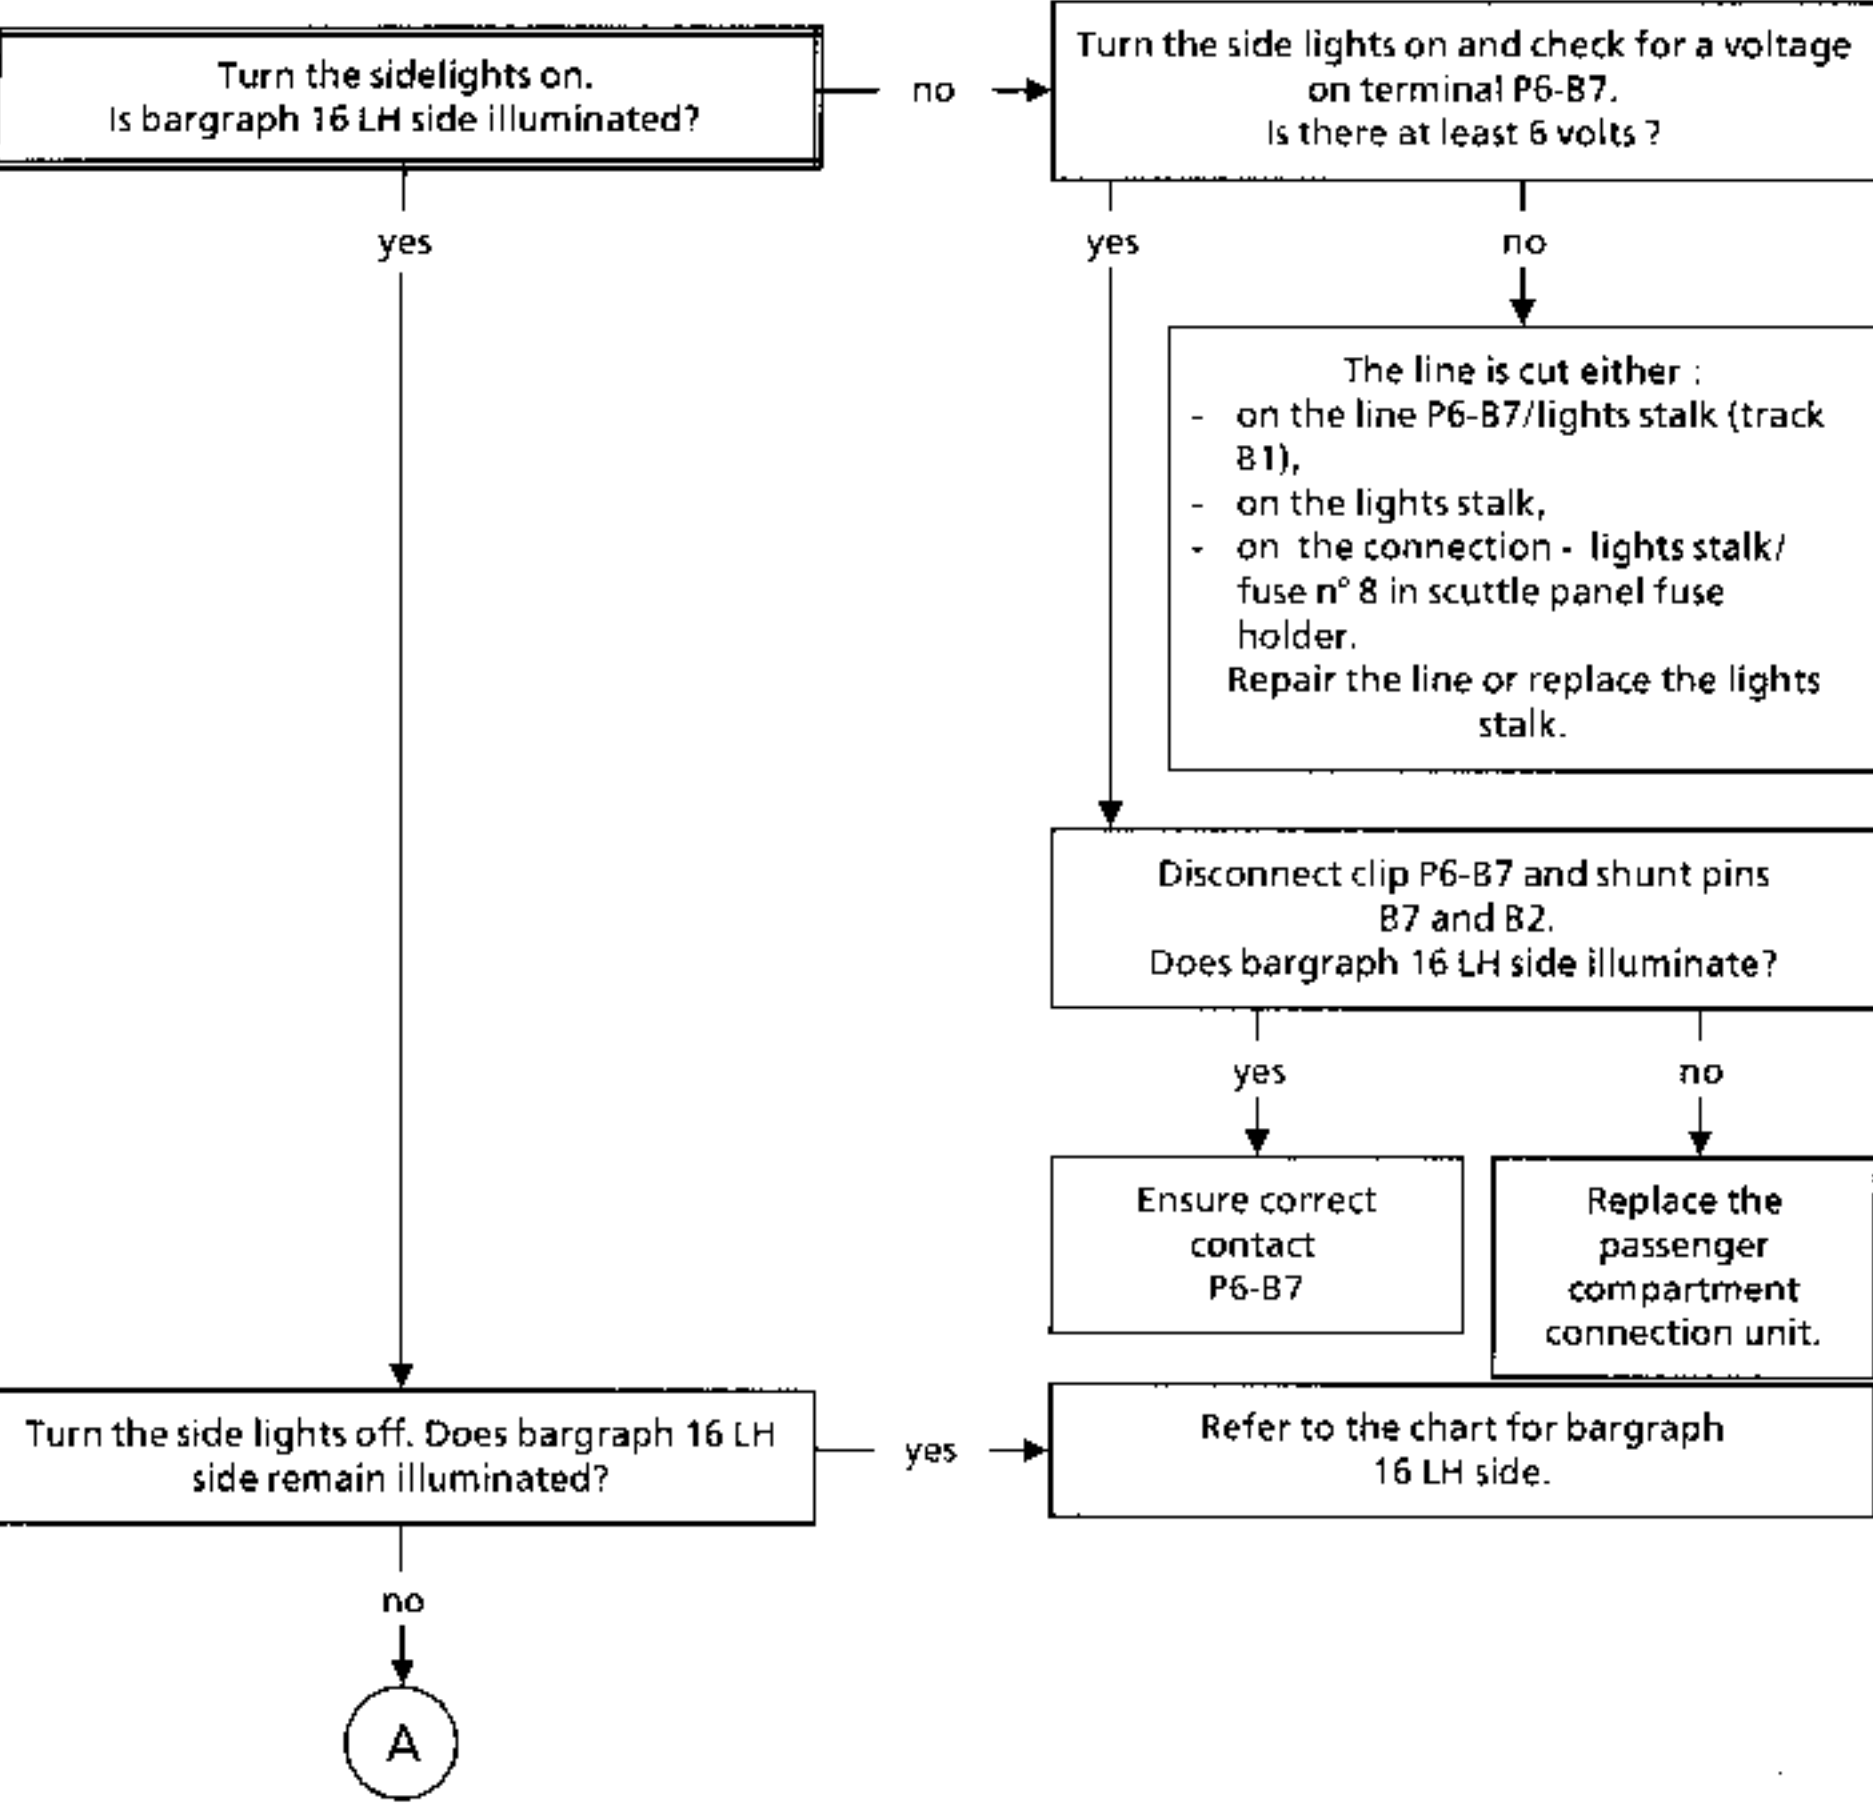 Turn the sidelights on.
Is bargraph 16 LH side illuminated?
no
Turn the side lights on and check for a voltage
on terminal P6-B7.
Is there at least 6 volts ?
yes
yes
no
The line is cut either :
- on the line P6-B7/lights stalk (track
B1),
- on the lights stalk,
- on the connection - lights stalk/
fuse n° 8 in scuttle panel fuse
holder.
Repair the line or replace the lights
stalk.
Disconnect clip P6-B7 and shunt pins
B7 and B2.
Does bargraph 16 LH side illuminate?
yes
no
Ensure correct
contact
P6-B7
Replace the
passenger
compartment
connection unit.
Turn the side lights off. Does bargraph 16 LH
side remain illuminated?
yes
Refer to the chart for bargraph
16 LH side.
no
A